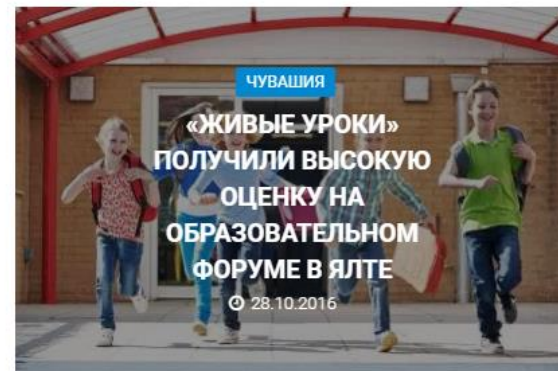 ЧУВАШИЯ
«ЖИВЫЕ УРОКИ»
ПОЛУЧИЛИ ВЫСОКУЮ
ОЦЕНКУ НА
ОБРАЗОВАТЕЛЬНОМ
ФОРУМЕ В ЯЛТЕ
28.10.2016